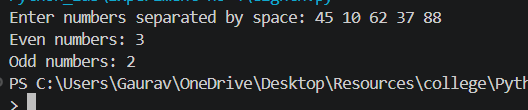 Enter numbers separated by space: 45 10 62 37 88
Even numbers: 3
Odd numbers: 2
PS C:\Users\Gaurav\OneDrive\Desktop\Resources\college\Pyth
>